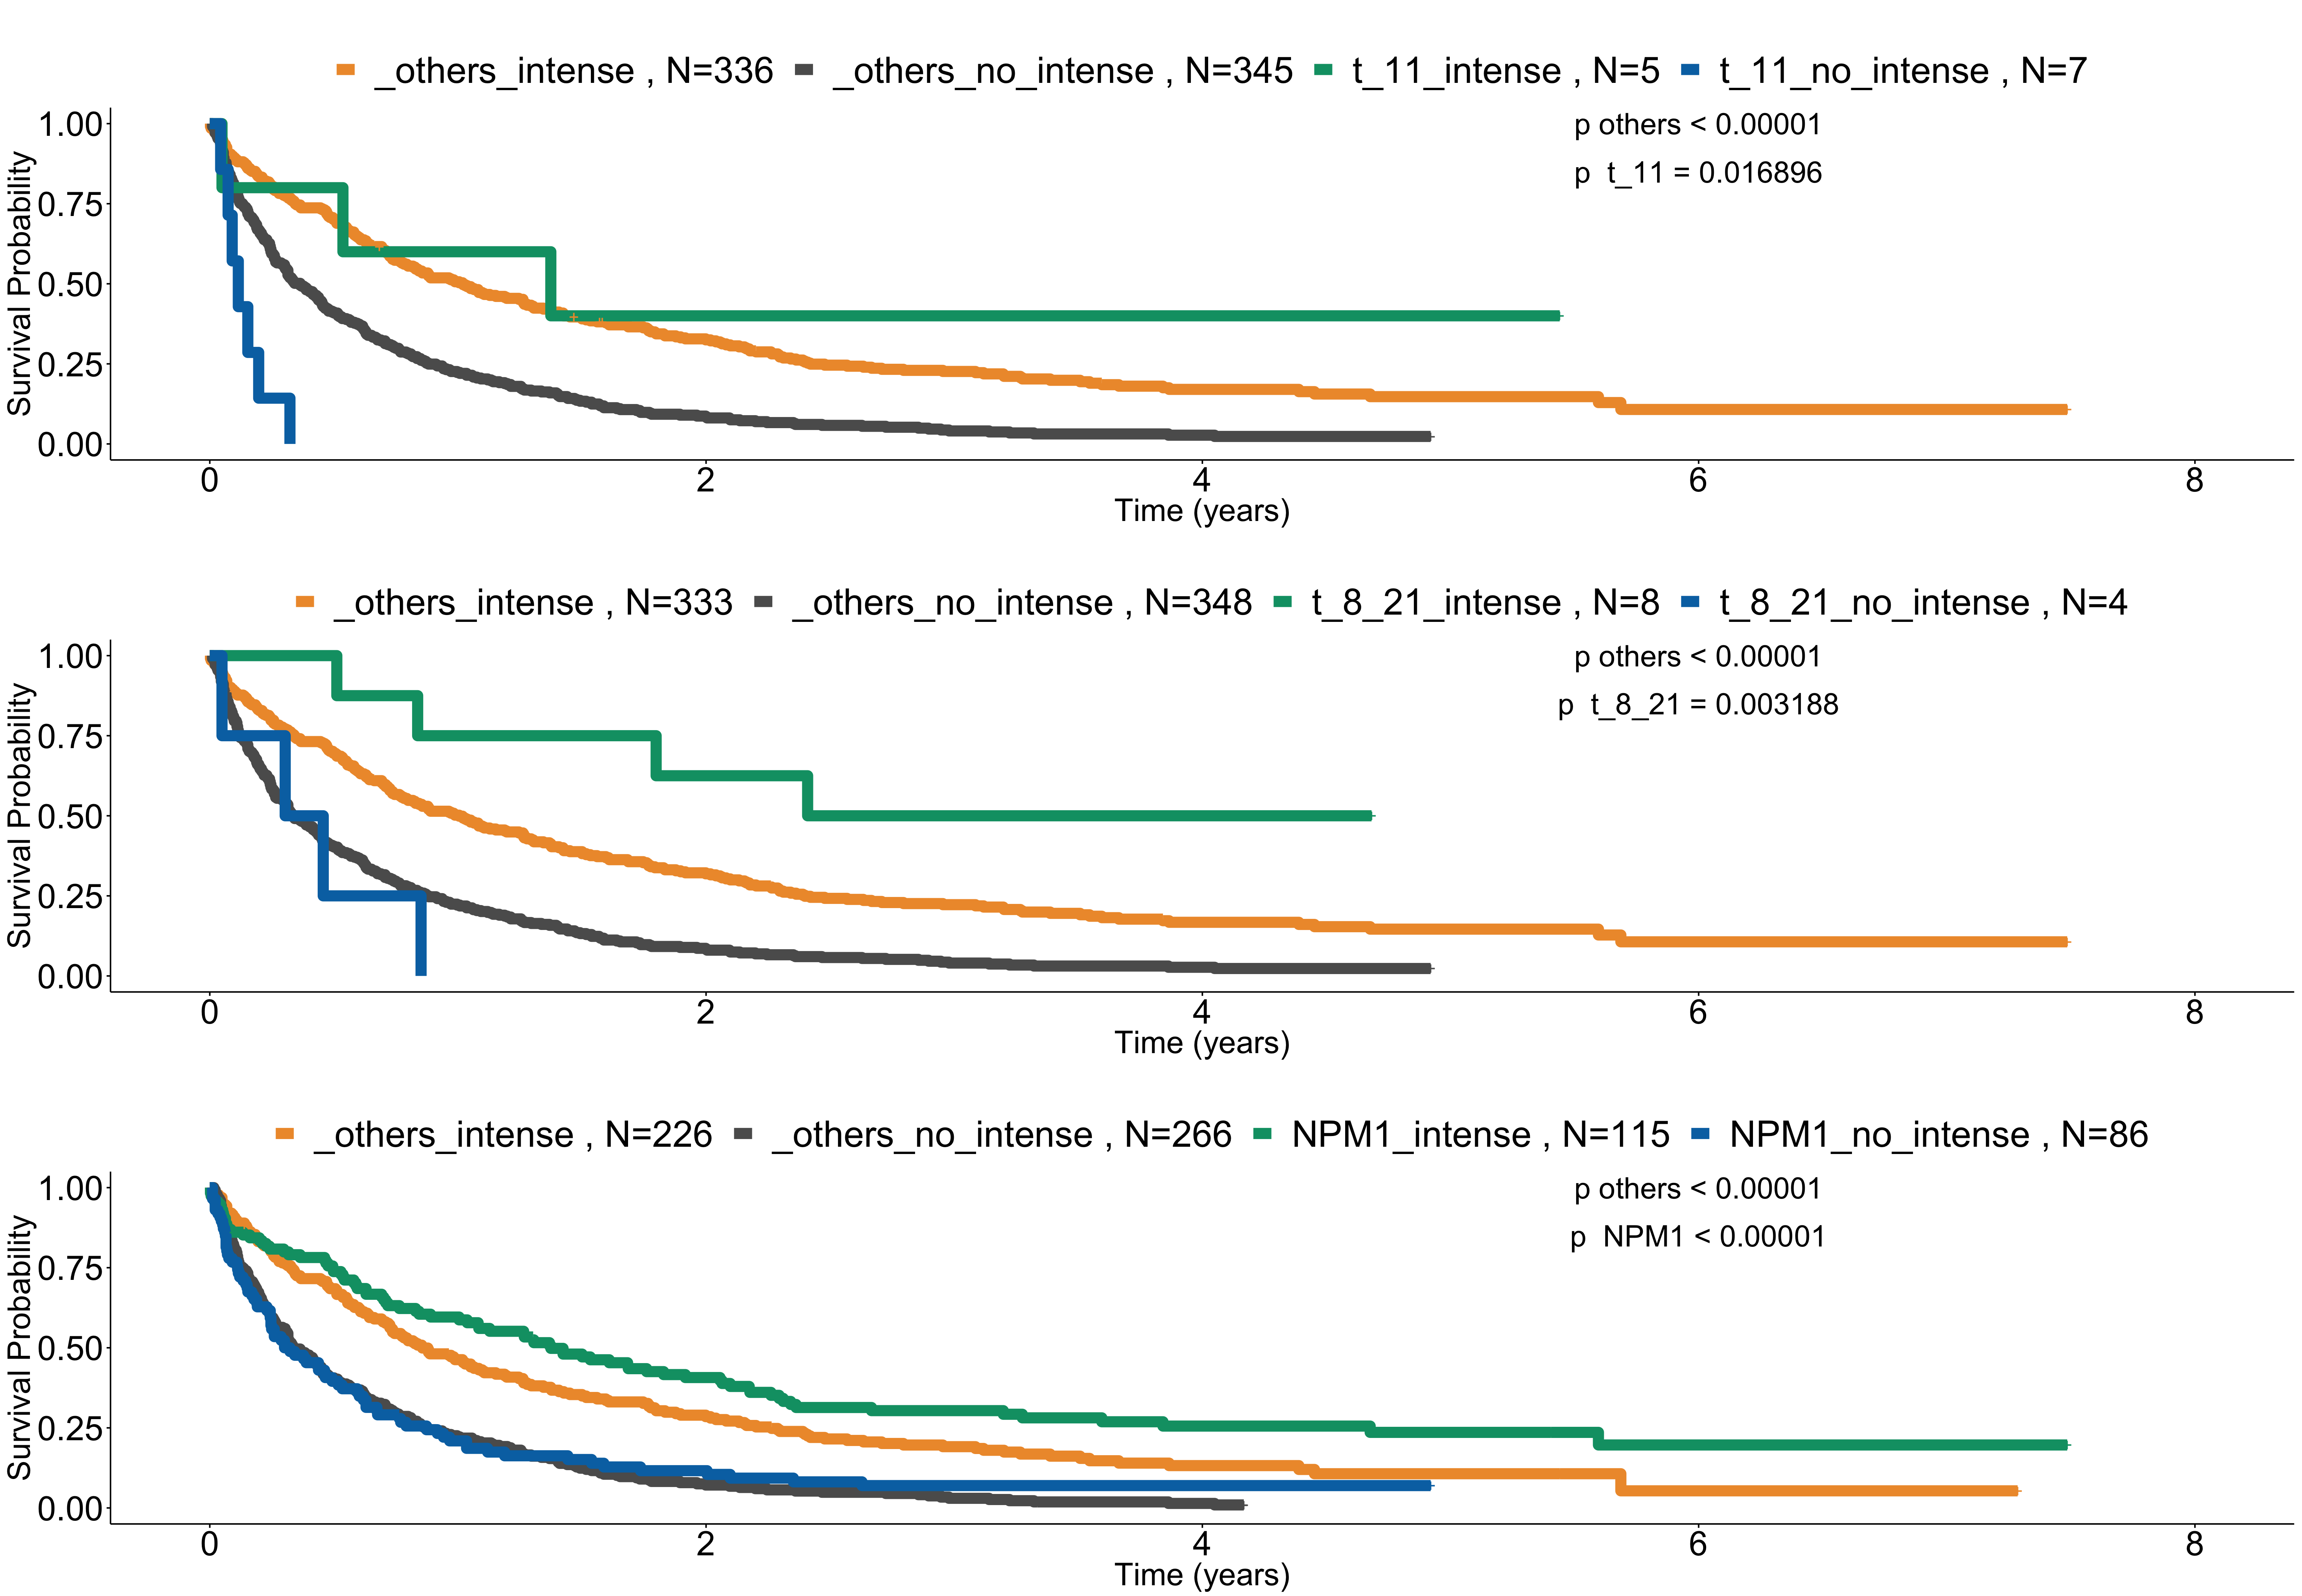 _others_intense , N=336 _others_no_intense , N=345 t_11_intense , N=5 t_11_no_intense , N=7
Survival Probability
1.00
0.75
0.50
0.25
0.00
p others < 0.00001
p t_11 = 0.016896
0 2 4 6 8
Time (years)
_others_intense , N=333 _others_no_intense , N=348 t_8_21_intense , N=8 t_8_21_no_intense , N=4
Survival Probability
1.00
0.75
0.50
0.25
0.00
p others < 0.00001
p t_8_21 = 0.003188
0 2 4 6 8
Time (years)
_others_intense , N=226 _others_no_intense , N=266 NPM1_intense , N=115 NPM1_no_intense , N=86
Survival Probability
1.00
0.75
0.50
0.25
0.00
p others < 0.00001
p NPM1 < 0.00001
0 2 4 6 8
Time (years)